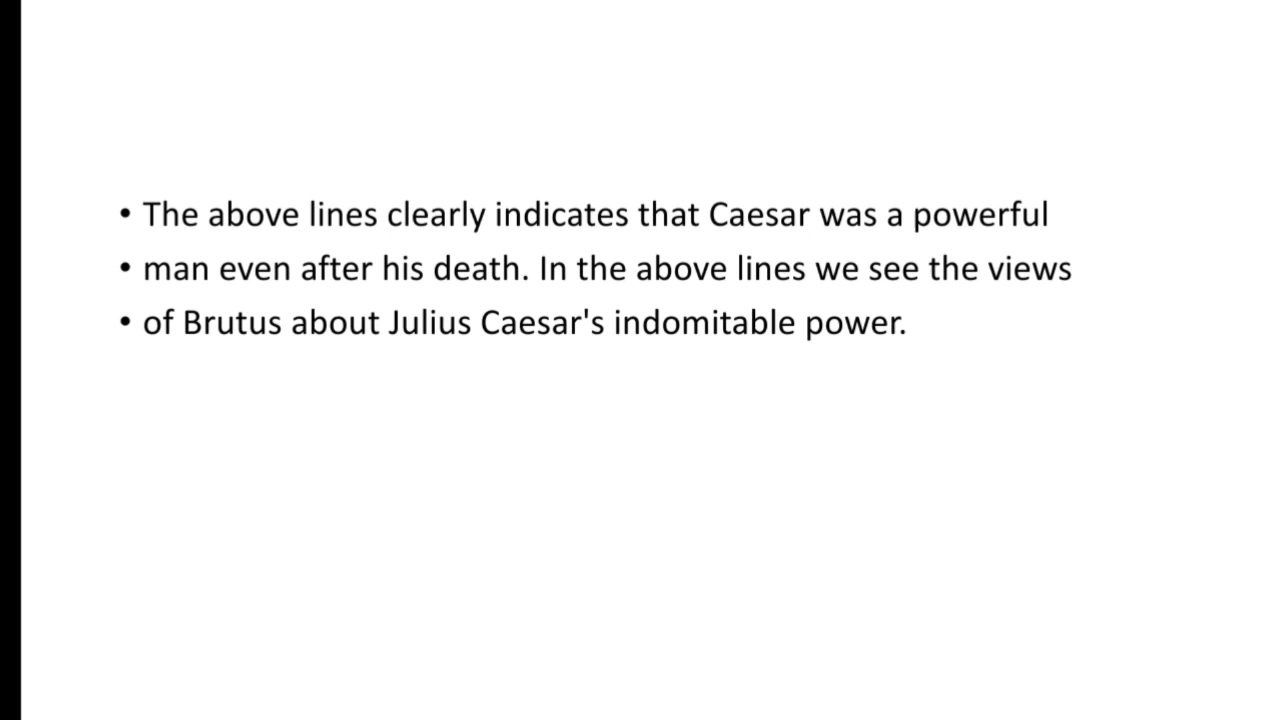 • The above lines clearly indicates that Caesar was a powerful
• man even after his death. In the above lines we see the views
• of Brutus about Julius Caesar's indomitable power.